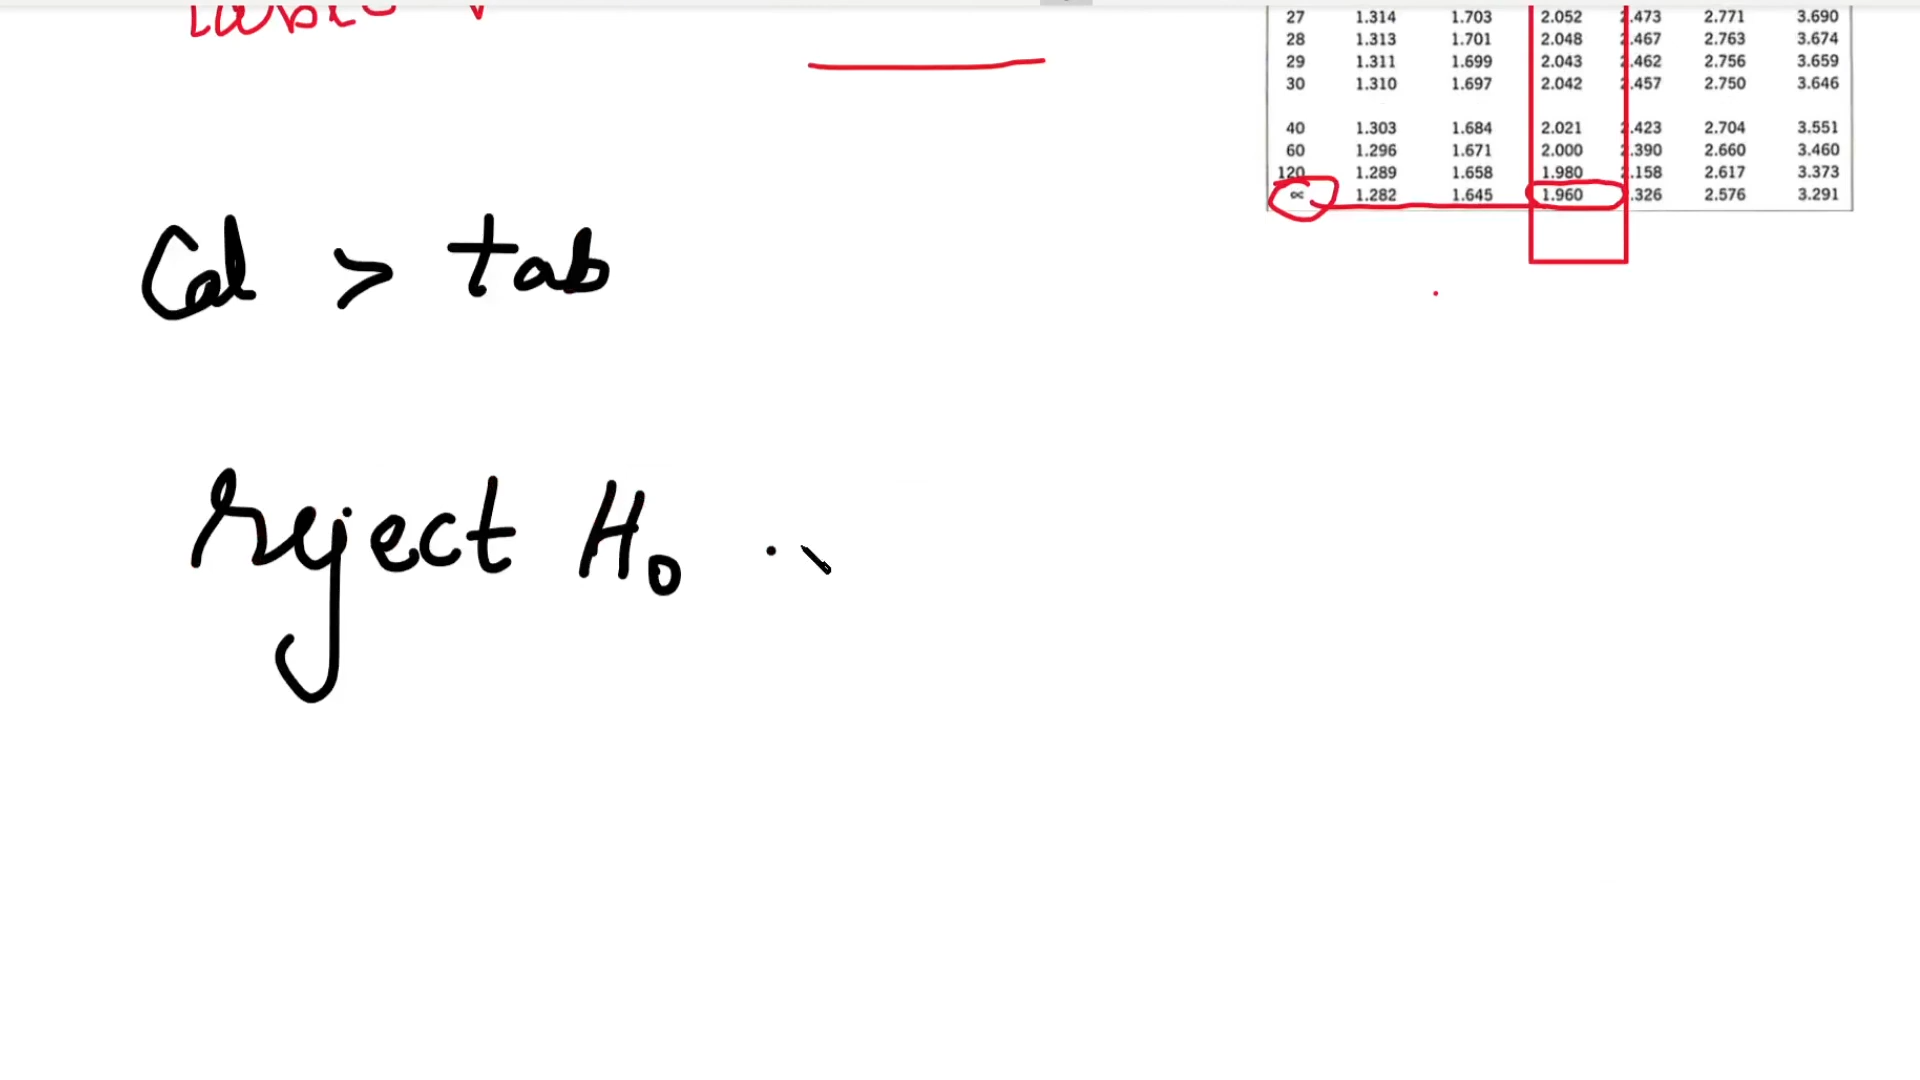 27 1.314 1.703 2.052 .473 2.771 3.690
28 1.313 1.701 2.048 .467 2.763 3.674
29 1.311 1.699 2.043 .462 2.756 3.659
30 1.310 1.697 2.042 .457 2.750 3.646
40 1.303 1.684 2.021 .423 2.704 3.551
60 1.296 1.671 2.000 .390 2.660 3.460
120 1.289 1.658 1.980 .158 2.617 3.373
∝ 1.282 1.645 1.960 .326 2.576 3.291
Cal > tab
reject H₀